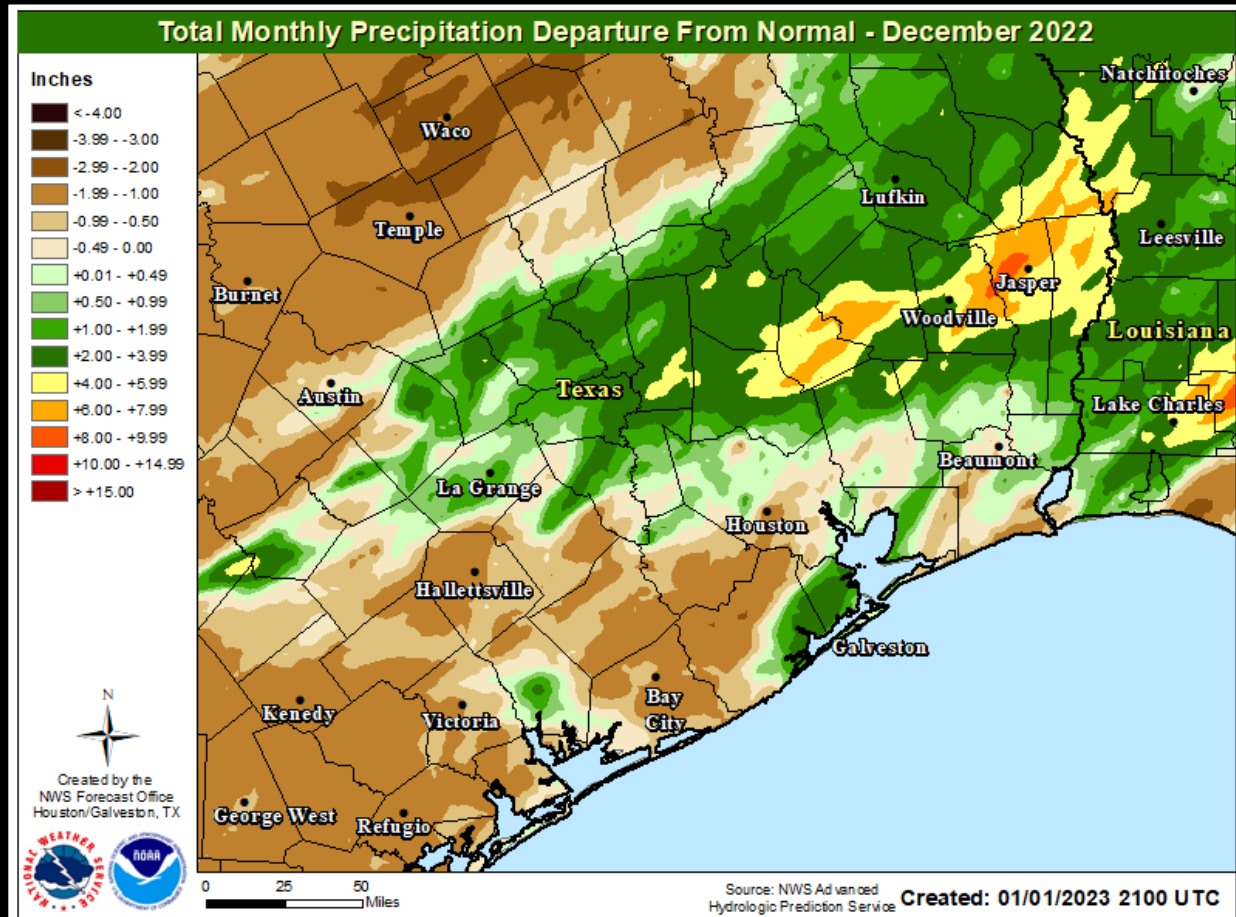 Total Monthly Precipitation Departure From Normal - December 2022
Inches
< -4.00
-3.99 - -3.00
-2.99 - -2.00
-1.99 - -1.00
-0.99 - -0.50
-0.49 - 0.00
+0.01 - +0.49
+0.50 - +0.99
+1.00 - +1.99
+2.00 - +3.99
+4.00 - +5.99
+6.00 - +7.99
+8.00 - +9.99
+10.00 - +14.99
> +15.00
Natchitoches
Waco
Lufkin
Temple
Leesville
Burnet
Jasper
Woodville
Louisiana
Austin
Texas
Lake Charles
Beaumont
La Grange
Houston
Hallettsville
Galveston
Kenedy
Victoria
Bay
City
George West
Refugio
N
Created by the
NWS Forecast Office
Houston/Galveston, TX
NATIONAL WEATHER SERVICE
NOAA
0 25 50
Miles
Source: NWS Advanced
Hydrologic Prediction Service
Created: 01/01/2023 2100 UTC